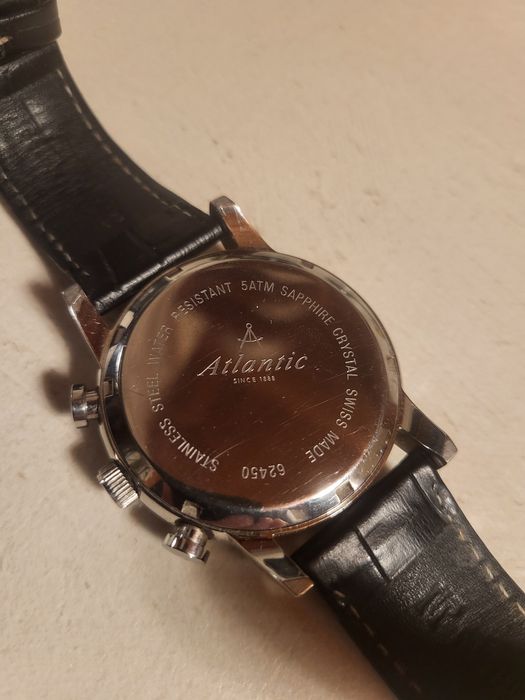 STAINLESS STEEL WATER RESISTANT 5ATM SAPPHIRE CRYSTAL SWISS MADE
Atlantic
SINCE 1888
62450